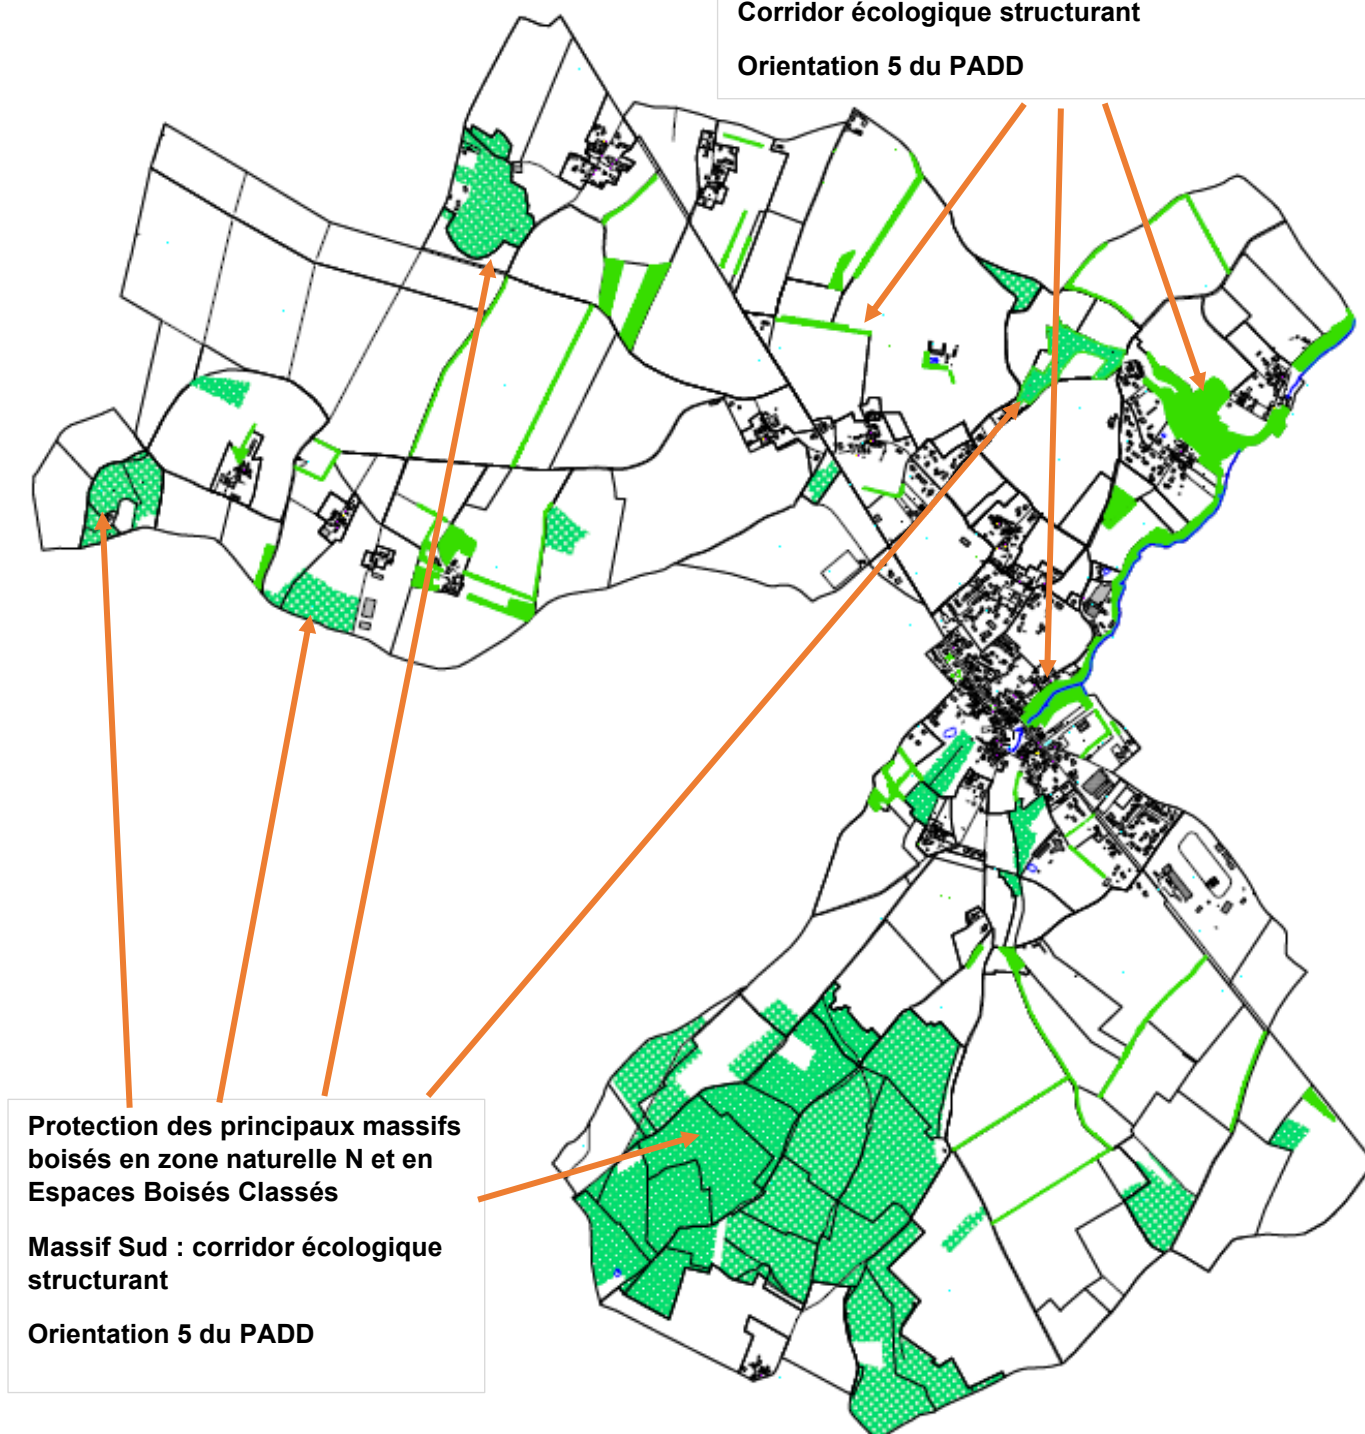 Corridor écologique structurant
Orientation 5 du PADD
Protection des principaux massifs
boisés en zone naturelle N et en
Espaces Boisés Classés
Massif Sud : corridor écologique
structurant
Orientation 5 du PADD